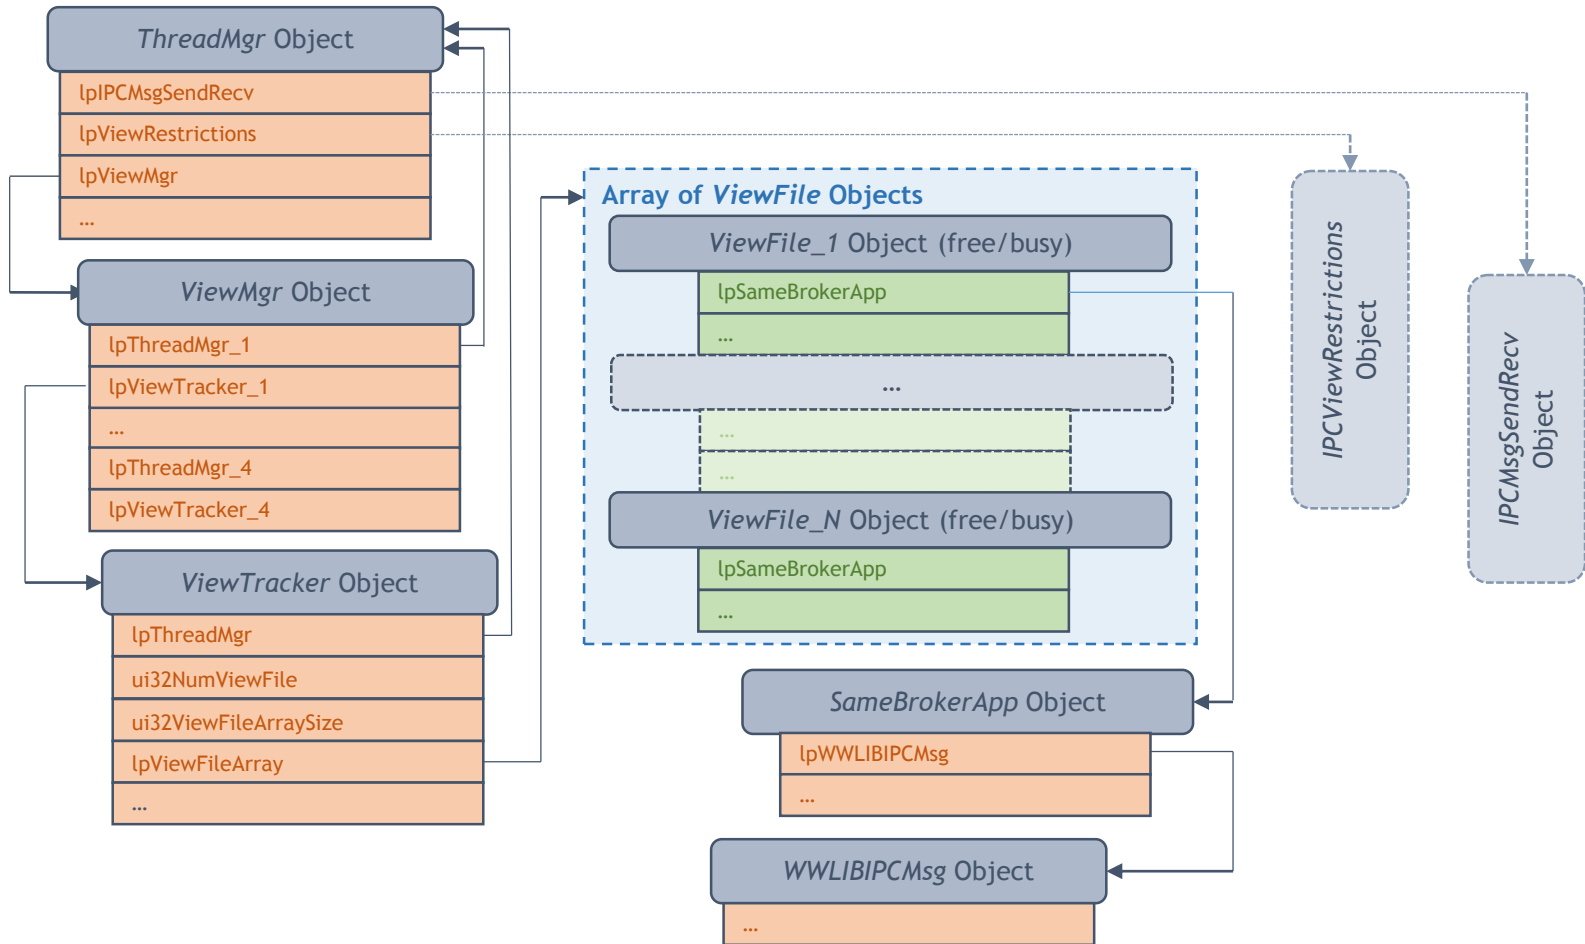 ThreadMgr Object
lpIPCMsgSendRecv
lpViewRestrictions
lpViewMgr
...
ViewMgr Object
lpThreadMgr_1
lpViewTracker_1
...
lpThreadMgr_4
lpViewTracker_4
ViewTracker Object
lpThreadMgr
ui32NumViewFile
ui32ViewFileArraySize
lpViewFileArray
...
Array of ViewFile Objects
ViewFile_1 Object (free/busy)
lpSameBrokerApp
...
...
...
...
ViewFile_N Object (free/busy)
lpSameBrokerApp
...
SameBrokerApp Object
lpWWLIBIPCMsg
...
WWLIBIPCMsg Object
...
IPCViewRestrictions
Object
IPCMsgSendRecv
Object